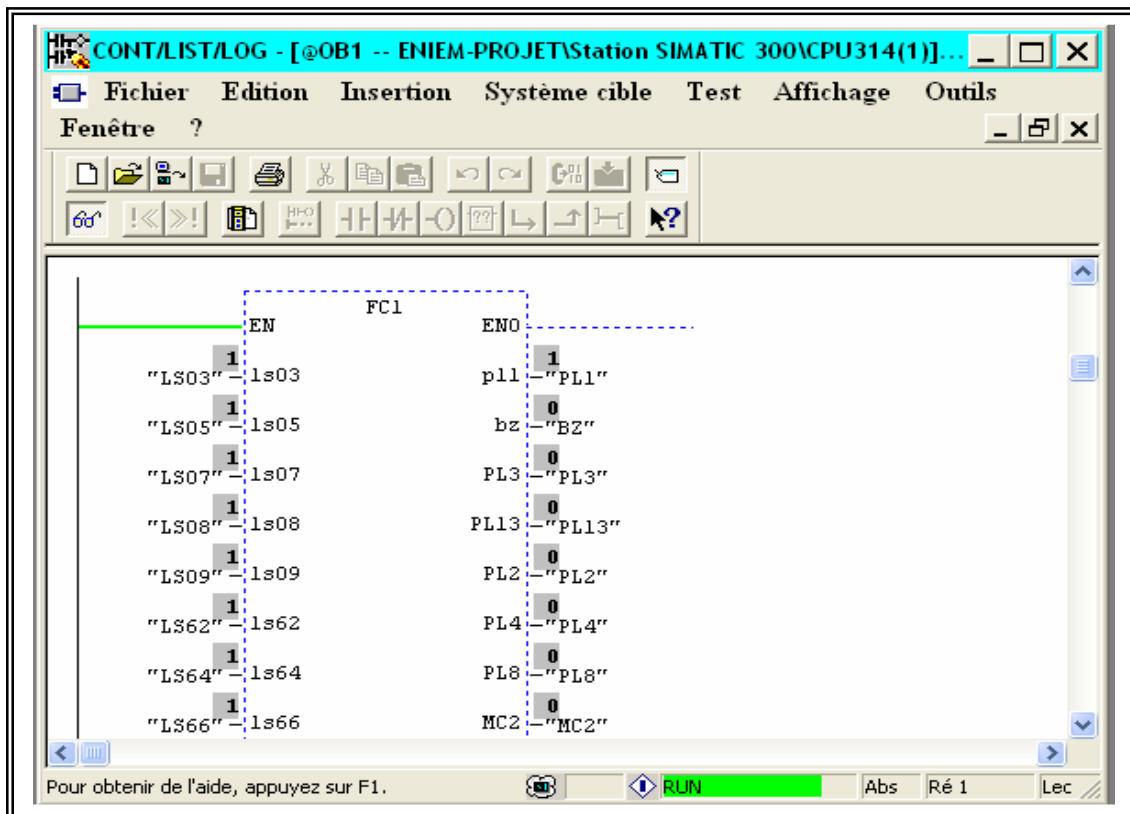 CONT/LIST/LOG - [@OB1 -- ENIEM-PROJET\Station SIMATIC 300\CPU314(1)]...
Fichier Edition Insertion Système cible Test Affichage Outils
Fenêtre ?
FC1
EN ENO
1 1
"LS03" ls03 pl1 "PL1"
1 0
"LS05" ls05 bz "BZ"
1 0
"LS07" ls07 PL3 "PL3"
1 0
"LS08" ls08 PL13 "PL13"
1 0
"LS09" ls09 PL2 "PL2"
1 0
"LS62" ls62 PL4 "PL4"
1 0
"LS64" ls64 PL8 "PL8"
1 0
"LS66" ls66 MC2 "MC2"
Pour obtenir de l'aide, appuyez sur F1. RUN Abs Ré 1 Lec